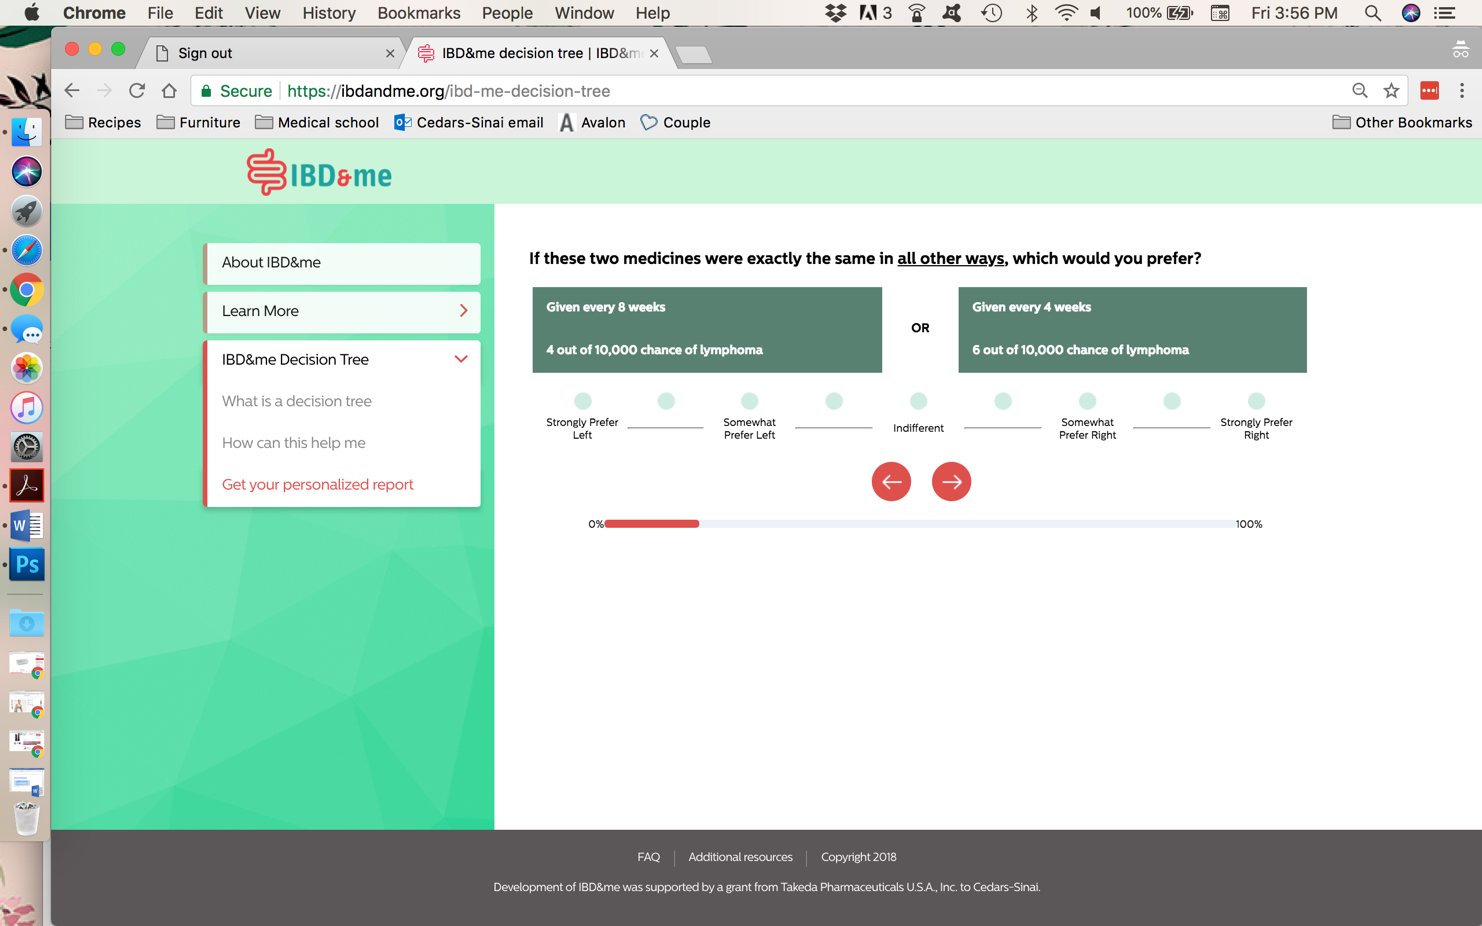 Chrome File Edit View History Bookmarks People Window Help 3 100% Fri 3:56 PM
Sign out
IBD&me decision tree | IBD&m
Secure https://ibdandme.org/ibd-me-decision-tree
Recipes Furniture Medical school Cedars-Sinai email Avalon Couple Other Bookmarks
IBD&me
About IBD&me
Learn More
IBD&me Decision Tree
What is a decision tree
How can this help me
Get your personalized report
If these two medicines were exactly the same in all other ways, which would you prefer?
Given every 8 weeks
4 out of 10,000 chance of lymphoma
OR
Given every 4 weeks
6 out of 10,000 chance of lymphoma
Strongly Prefer
Left
Somewhat
Prefer Left
Indifferent
Somewhat
Prefer Right
Strongly Prefer
Right
0% 100%
W
Ps
FAQ Additional resources Copyright 2018
Development of IBD&me was supported by a grant from Takeda Pharmaceuticals U.S.A., Inc. to Cedars-Sinai.